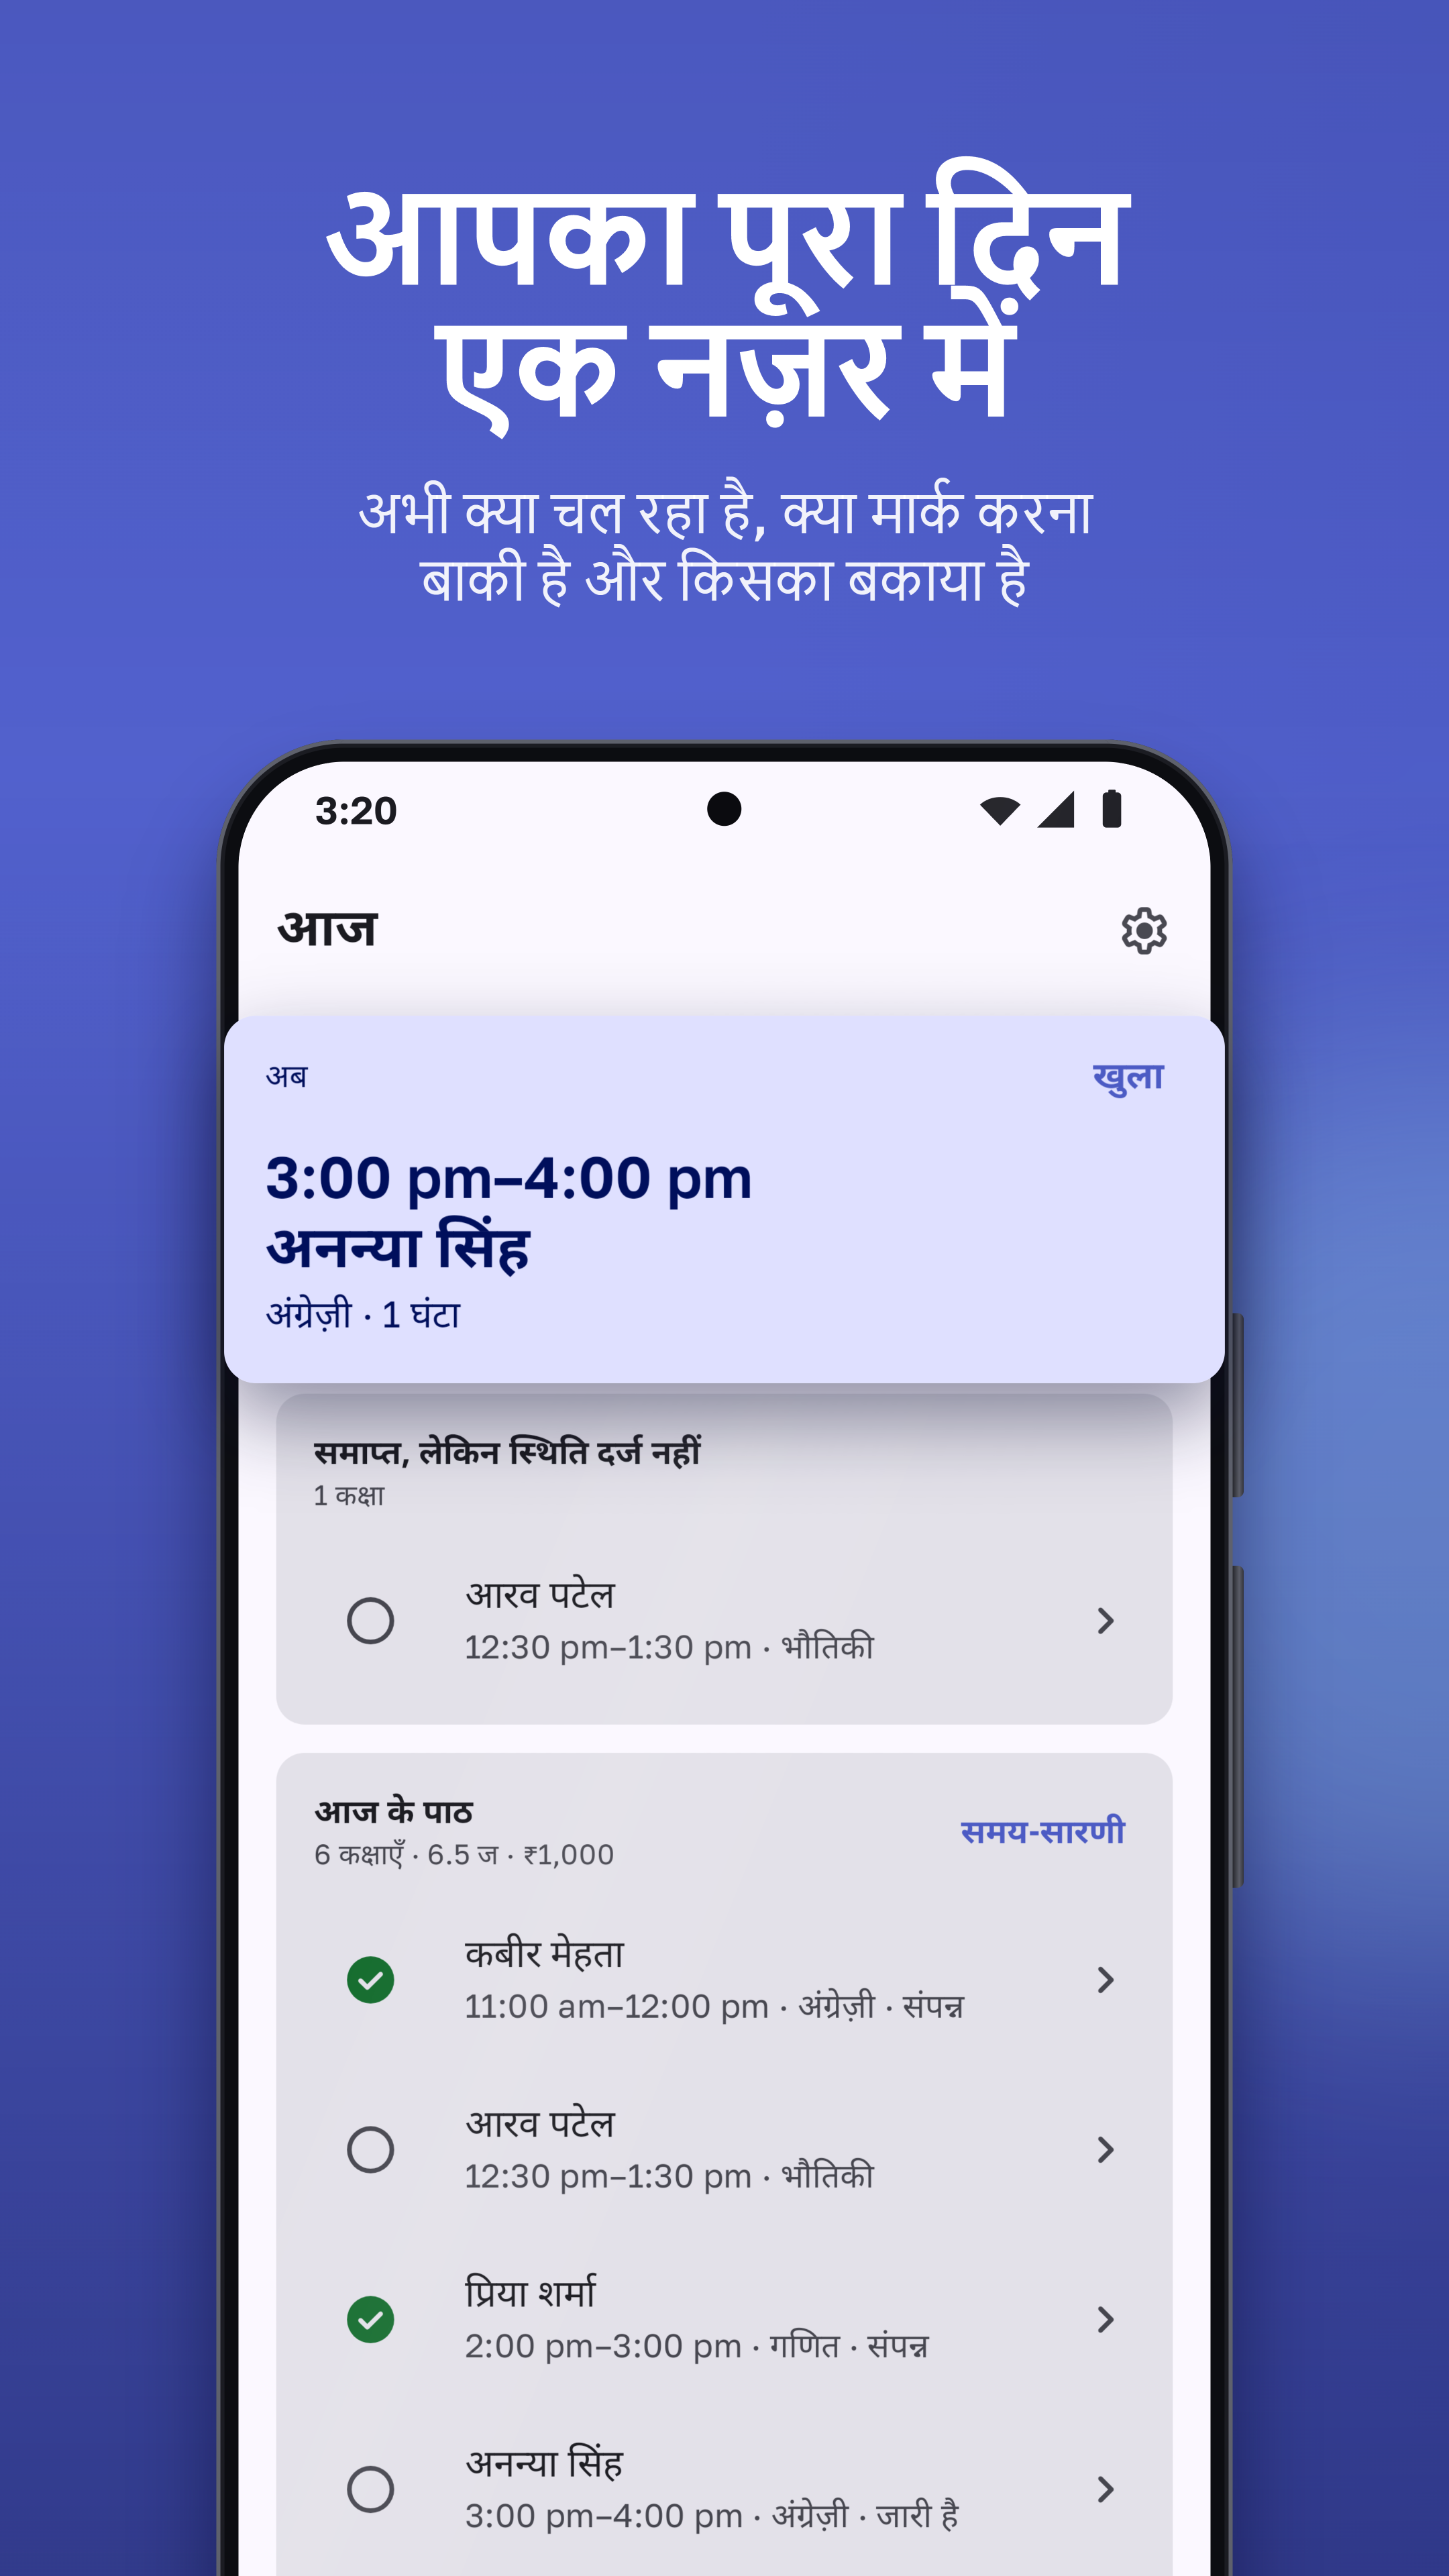 आपका पूरा दिन
एक नज़र में
अभी क्या चल रहा है, क्या मार्क करना
बाकी है और किसका बकाया है
3:20
आज
अब
खुला
3:00 pm–4:00 pm
अनन्या सिंह
अंग्रेज़ी · 1 घंटा
समाप्त, लेकिन स्थिति दर्ज नहीं
1 कक्षा
आरव पटेल
12:30 pm–1:30 pm · भौतिकी
आज के पाठ
समय-सारणी
6 कक्षाएँ · 6.5 ज · ₹1,000
कबीर मेहता
11:00 am–12:00 pm · अंग्रेज़ी · संपन्न
आरव पटेल
12:30 pm–1:30 pm · भौतिकी
प्रिया शर्मा
2:00 pm–3:00 pm · गणित · संपन्न
अनन्या सिंह
3:00 pm–4:00 pm · अंग्रेज़ी · जारी है